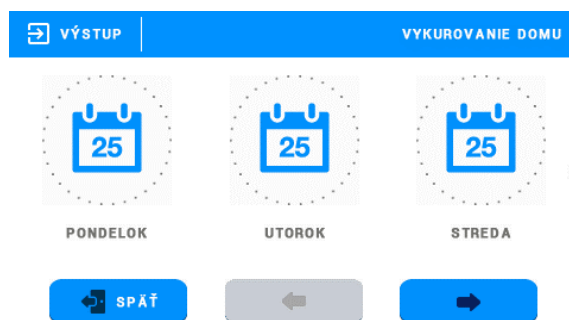 VÝSTUP
VYKUROVANIE DOMU
25 25 25
PONDELOK UTOROK STREDA
SPÄŤ